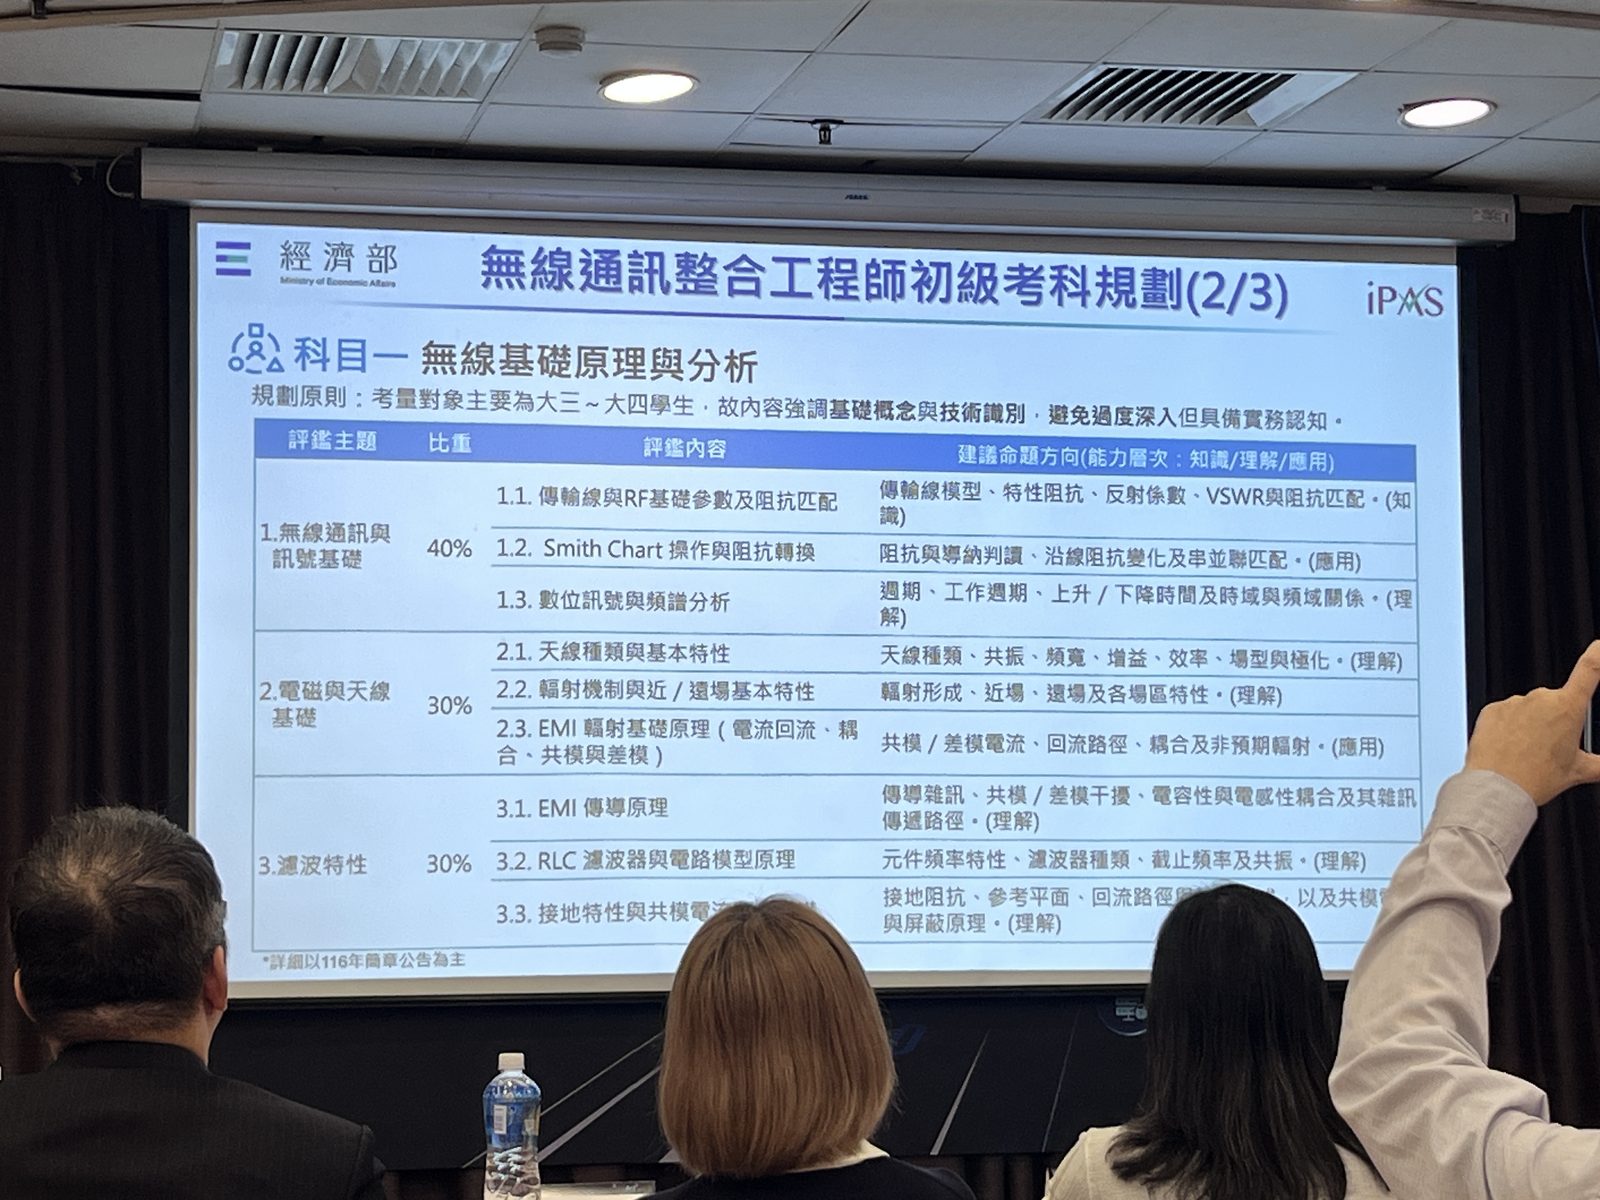 經濟部
Ministry of Economic Affairs
無線通訊整合工程師初級考科規劃(2/3)
iPAS
科目一 無線基礎原理與分析
規劃原則：考量對象主要為大三～大四學生，故內容強調基礎概念與技術識別，避免過度深入但具備實務認知。
評鑑主題 比重 評鑑內容 建議命題方向(能力層次：知識/理解/應用)
1.無線通訊與
訊號基礎
40%
1.1. 傳輸線與RF基礎參數及阻抗匹配
傳輸線模型、特性阻抗、反射係數、VSWR與阻抗匹配。(知
識)
1.2. Smith Chart 操作與阻抗轉換
阻抗與導納判讀、沿線阻抗變化及串並聯匹配。(應用)
1.3. 數位訊號與頻譜分析
週期、工作週期、上升／下降時間及時域與頻域關係。(理
解)
2.電磁與天線
基礎
30%
2.1. 天線種類與基本特性
天線種類、共振、頻寬、增益、效率、場型與極化。(理解)
2.2. 輻射機制與近／遠場基本特性
輻射形成、近場、遠場及各場區特性。(理解)
2.3. EMI 輻射基礎原理（電流回流、耦
合、共模與差模）
共模／差模電流、回流路徑、耦合及非預期輻射。(應用)
3.濾波特性
30%
3.1. EMI 傳導原理
傳導雜訊、共模／差模干擾、電容性與電感性耦合及其雜訊
傳遞路徑。(理解)
3.2. RLC 濾波器與電路模型原理
元件頻率特性、濾波器種類、截止頻率及共振。(理解)
3.3. 接地特性與共模電
接地阻抗、參考平面、回流路徑 ，以及共模
與屏蔽原理。(理解)
*詳細以116年簡章公告為主